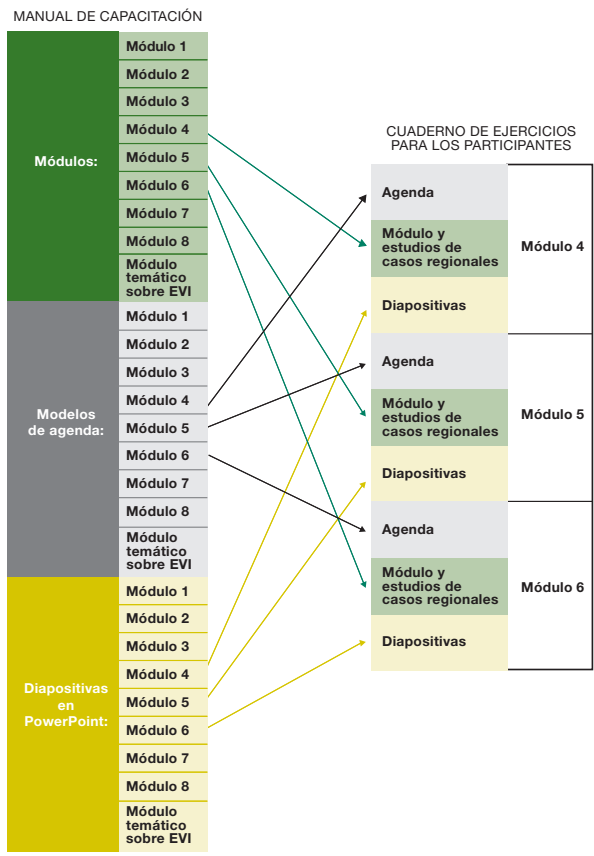 MANUAL DE CAPACITACIÓN
Módulos:
Módulo 1
Módulo 2
Módulo 3
Módulo 4
Módulo 5
Módulo 6
Módulo 7
Módulo 8
Módulo
temático
sobre EVI
Modelos
de agenda:
Módulo 1
Módulo 2
Módulo 3
Módulo 4
Módulo 5
Módulo 6
Módulo 7
Módulo 8
Módulo
temático
sobre EVI
Diapositivas
en
PowerPoint:
Módulo 1
Módulo 2
Módulo 3
Módulo 4
Módulo 5
Módulo 6
Módulo 7
Módulo 8
Módulo
temático
sobre EVI
CUADERNO DE EJERCICIOS
PARA LOS PARTICIPANTES
Agenda
Módulo y
estudios de
casos regionales
Diapositivas
Módulo 4
Agenda
Módulo y
estudios de
casos regionales
Diapositivas
Módulo 5
Agenda
Módulo y
estudios de
casos regionales
Diapositivas
Módulo 6